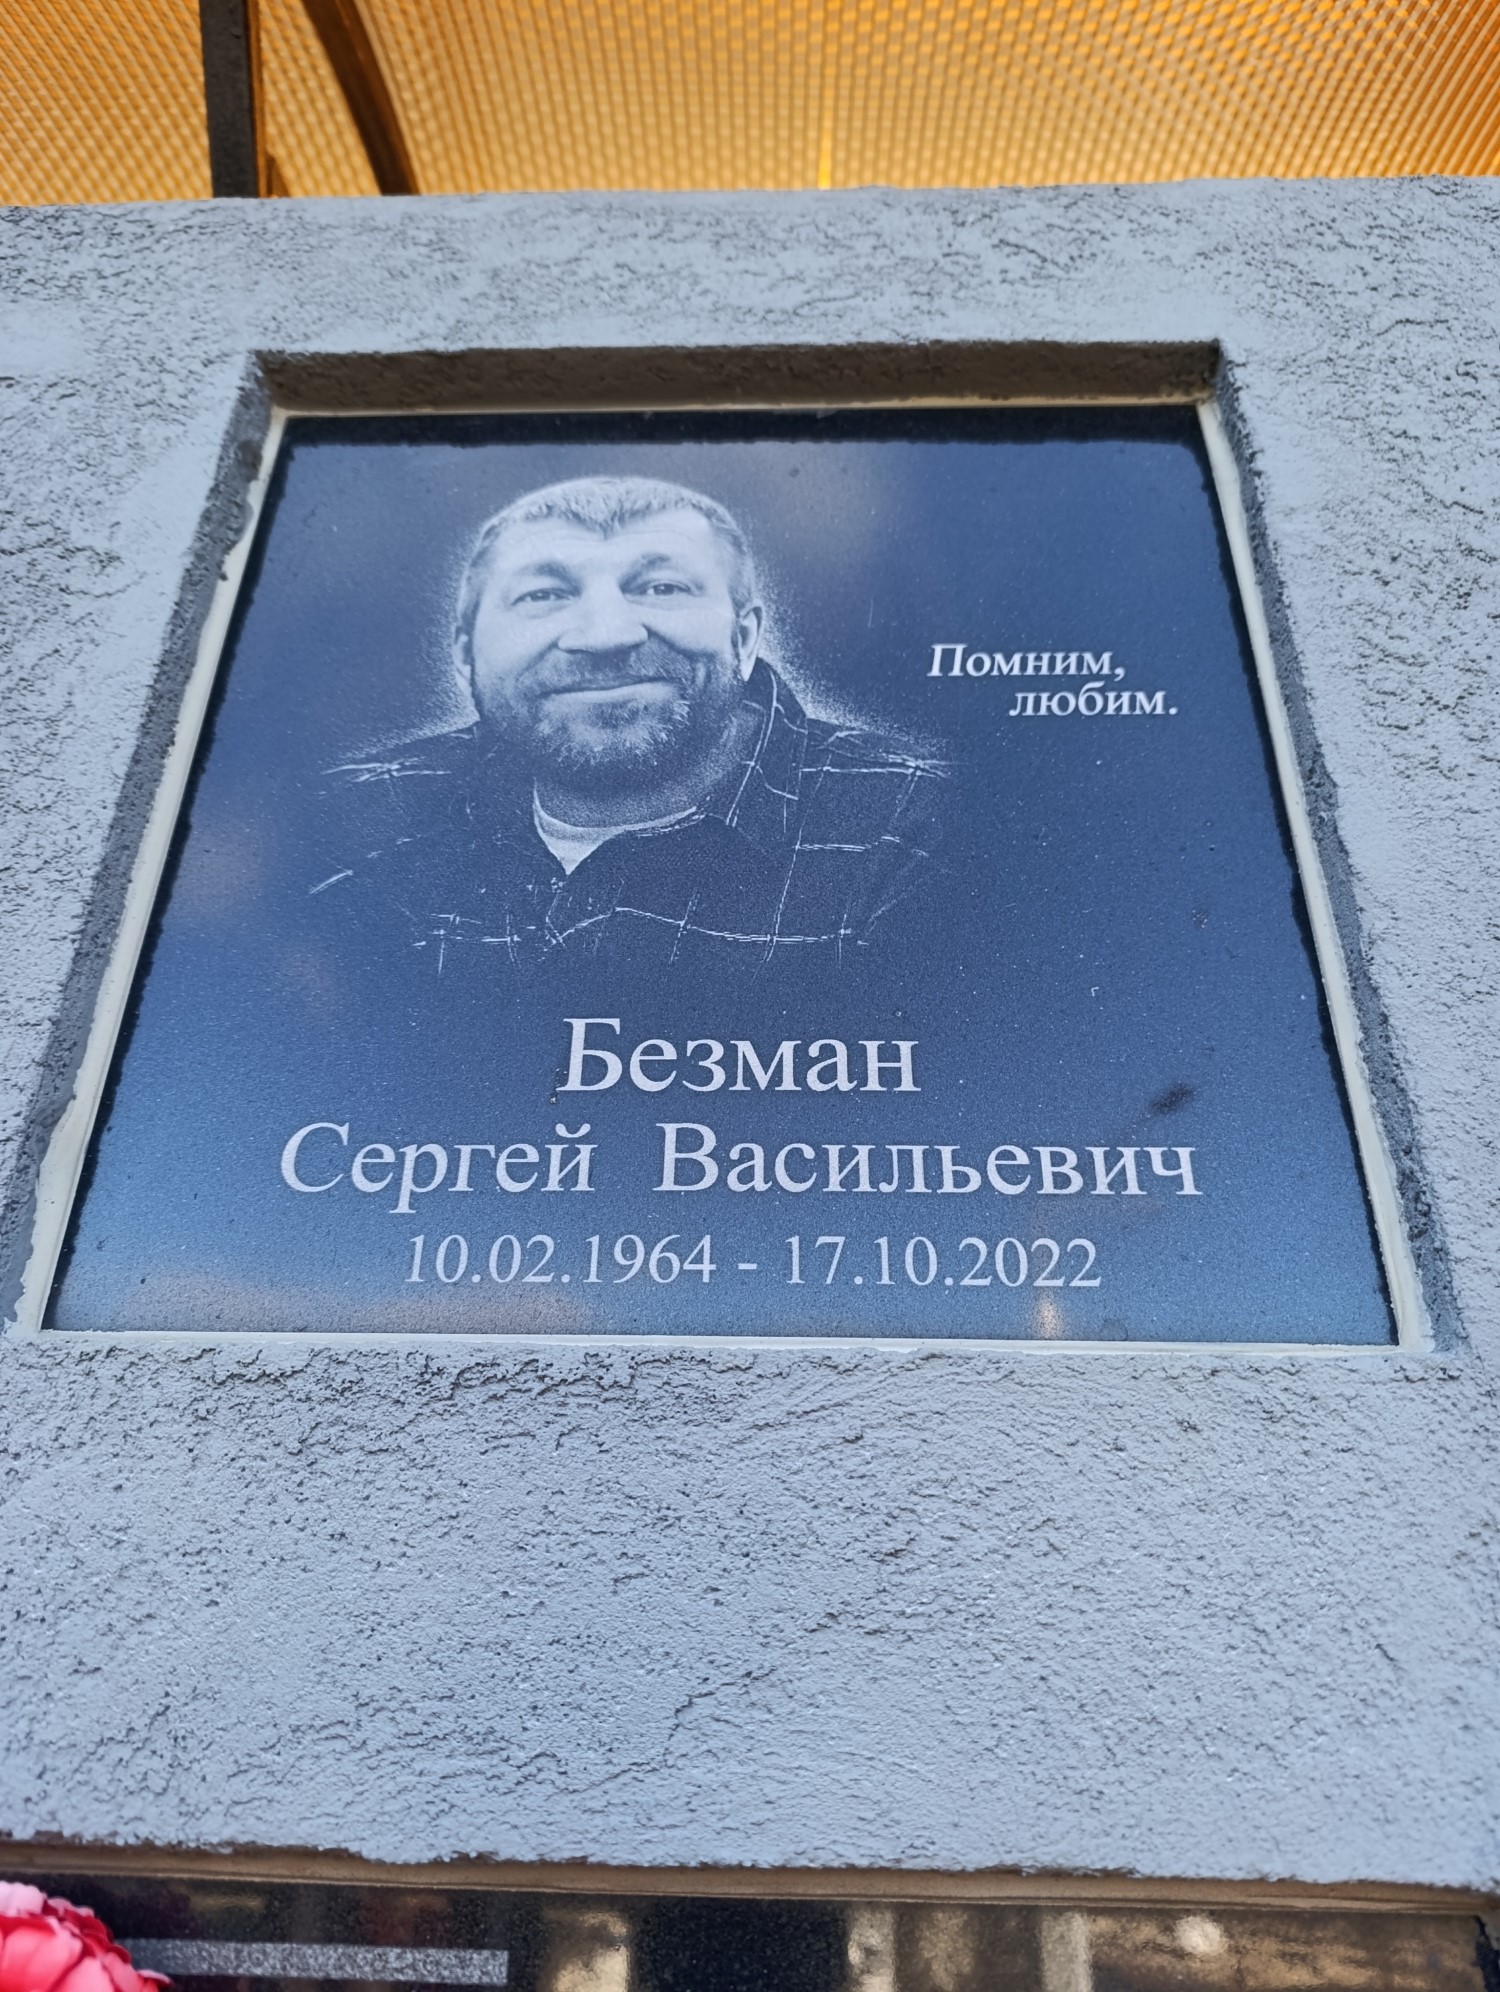 Помним,
любим.
Безман
Сергей Васильевич
10.02.1964 - 17.10.2022